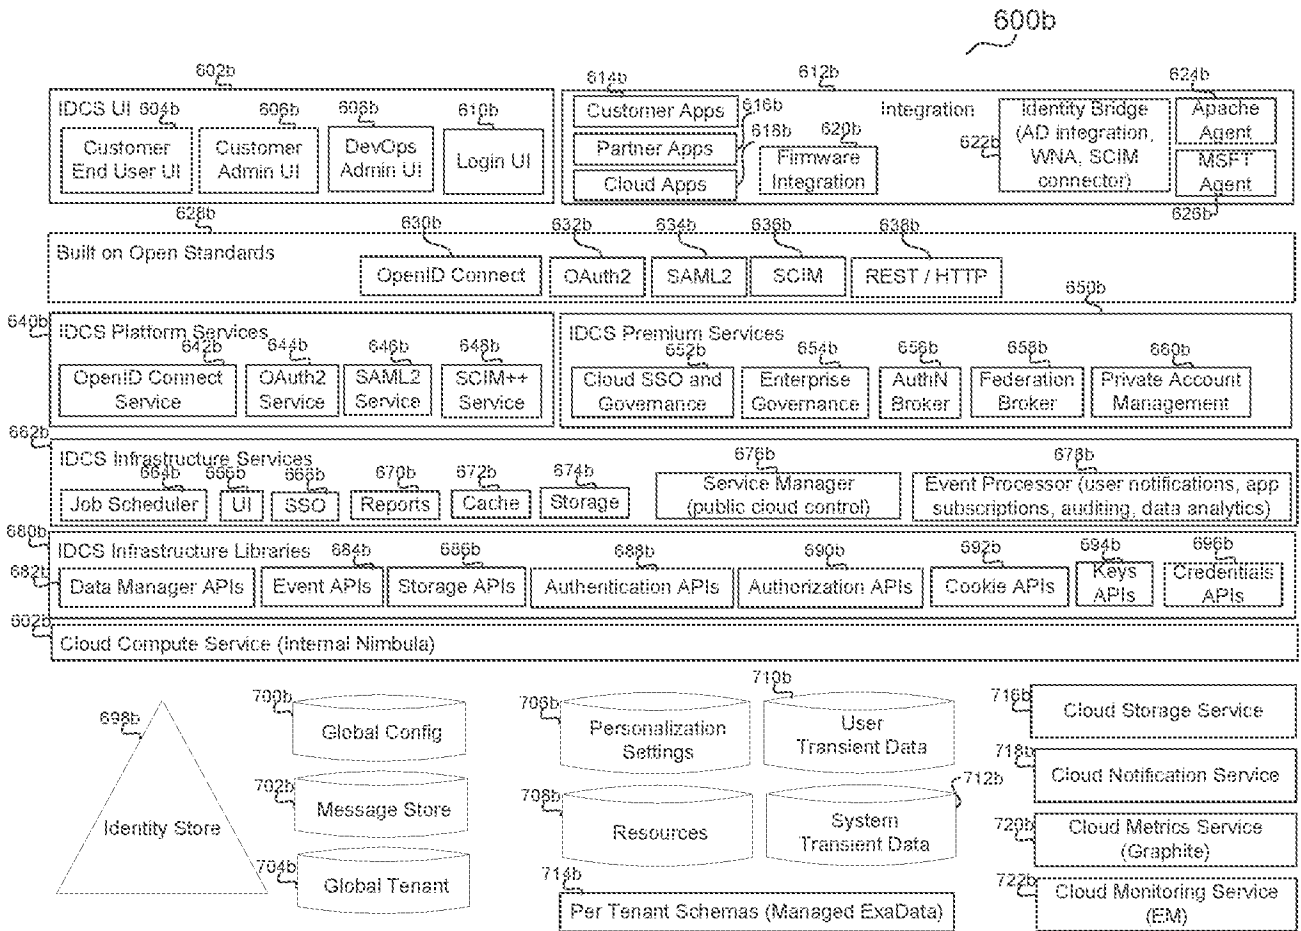 600b
602b
IDCS UI
604b
606b
608b
610b
Customer
End User UI
Customer
Admin UI
DevOps
Admin UI
Login UI
612b
614b
Customer Apps
616b
Partner Apps
618b
Cloud Apps
620b
Firmware
Integration
Integration
622b
Identity Bridge
(AD integration,
WNA, SCIM
connector)
624b
Apache
Agent
MSFT
Agent
626b
628b
Built on Open Standards
630b
632b
634b
636b
638b
OpenID Connect
OAuth2
SAML2
SCIM
REST / HTTP
640b
IDCS Platform Services
642b
644b
646b
648b
OpenID Connect
Service
OAuth2
Service
SAML2
Service
SCIM++
Service
650b
IDCS Premium Services
652b
654b
656b
658b
660b
Cloud SSO and
Governance
Enterprise
Governance
AuthN
Broker
Federation
Broker
Private Account
Management
662b
IDCS Infrastructure Services
664b
666b
668b
670b
672b
674b
676b
678b
Job Scheduler
UI
SSO
Reports
Cache
Storage
Service Manager
(public cloud control)
Event Processor (user notifications, app
subscriptions, auditing, data analytics)
680b
IDCS Infrastructure Libraries
682b
684b
686b
688b
690b
692b
694b
696b
Data Manager APIs
Event APIs
Storage APIs
Authentication APIs
Authorization APIs
Cookie APIs
Keys
APIs
Credentials
APIs
602b
Cloud Compute Service (Internal Nimbula)
698b
Identity Store
700b
Global Config
702b
Message Store
704b
Global Tenant
706b
Personalization
Settings
708b
Resources
710b
User
Transient Data
712b
System
Transient Data
714b
Per Tenant Schemas (Managed ExaData)
716b
Cloud Storage Service
718b
Cloud Notification Service
720b
Cloud Metrics Service
(Graphite)
722b
Cloud Monitoring Service
(EM)